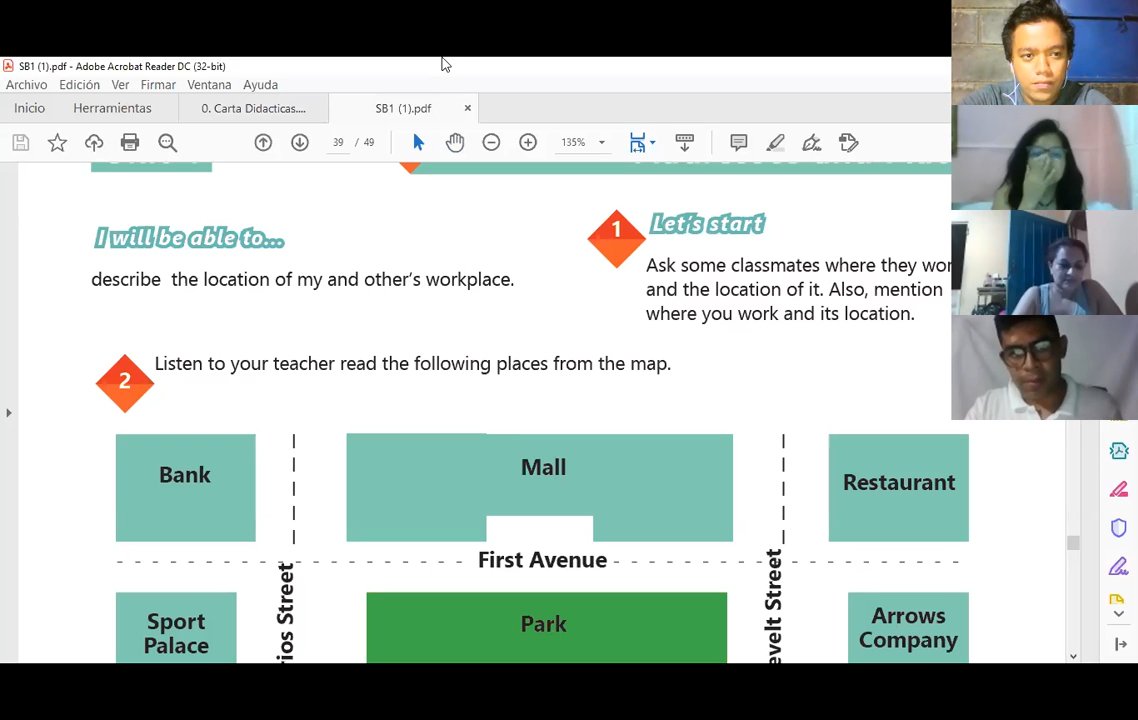 SB1 (1).pdf - Adobe Acrobat Reader DC (32-bit)
Archivo Edición Ver Firmar Ventana Ayuda
Inicio Herramientas 0. Carta Didacticas.... SB1 (1).pdf ×
39 / 49 135%
I will be able to...
describe the location of my and other's workplace.
1 Let's start
Ask some classmates where they wor
and the location of it. Also, mention
where you work and its location.
2 Listen to your teacher read the following places from the map.
Bank Mall Restaurant
First Avenue
ios Street
evelt Street
Sport
Palace
Park
Arrows
Company